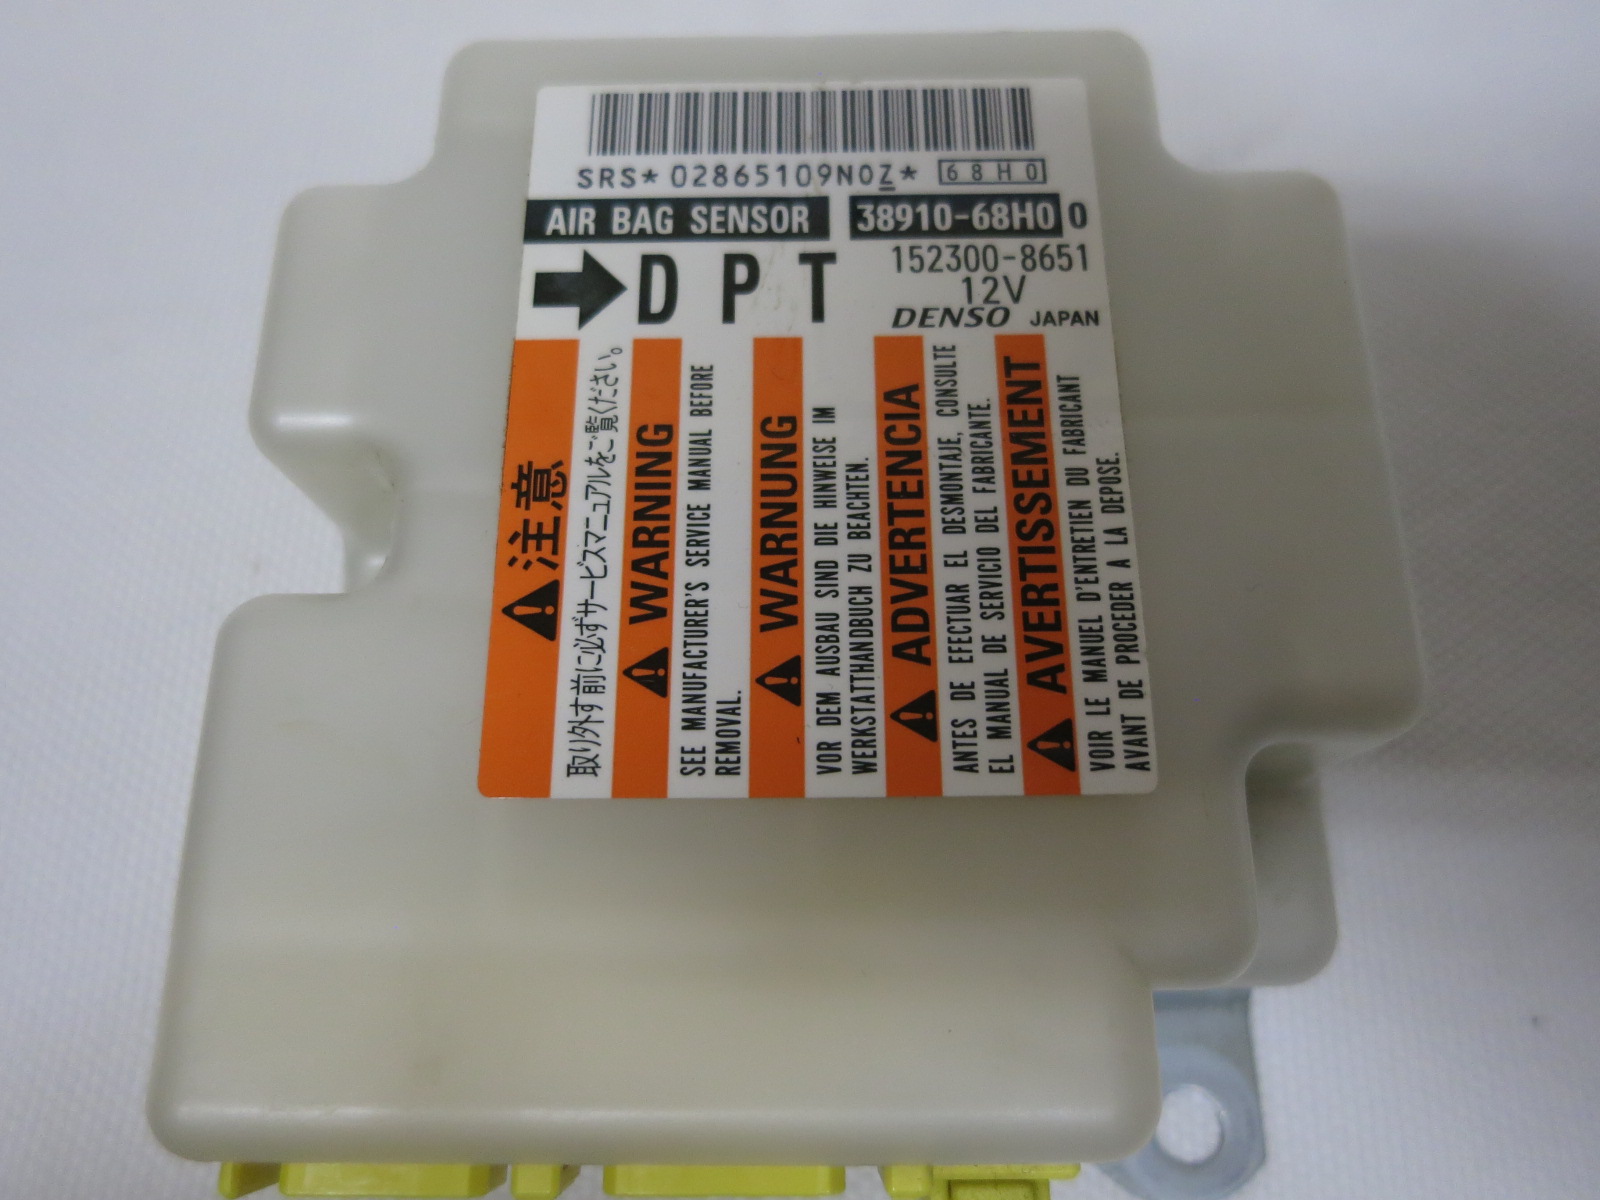 SRS* 02865109N0Z* 68H0
AIR BAG SENSOR 38910-68H0 0
D P T 152300-8651
12V
DENSO JAPAN
注意
取り外す前に必ずサービスマニュアルをご覧ください。
WARNING
SEE MANUFACTURER'S SERVICE MANUAL BEFORE
REMOVAL.
WARNUNG
VOR DEM AUSBAU SIND DIE HINWEISE IM
WERKSTATTHANDBUCH ZU BEACHTEN.
ADVERTENCIA
ANTES DE EFECTUAR EL DESMONTAJE, CONSULTE
EL MANUAL DE SERVICIO DEL FABRICANTE.
AVERTISSEMENT
VOIR LE MANUEL D'ENTRETIEN DU FABRICANT
AVANT DE PROCEDER A LA DEPOSE.